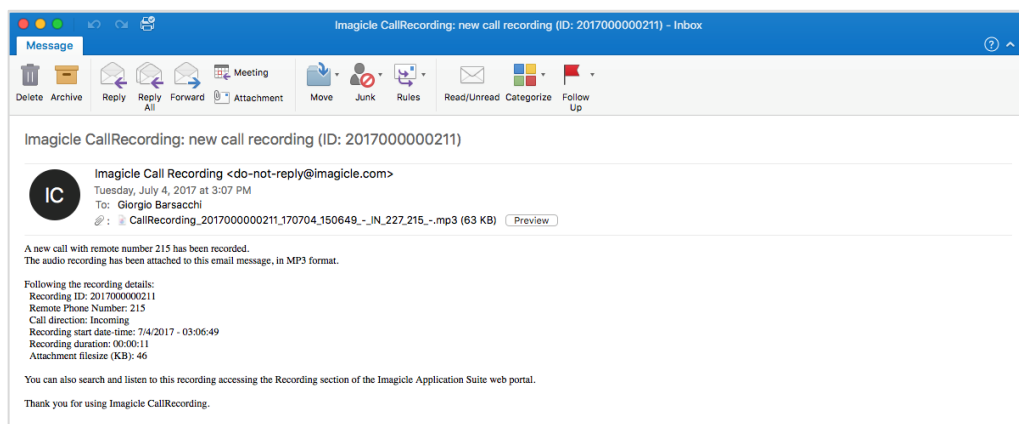 Imagicle CallRecording: new call recording (ID: 2017000000211) - Inbox
Message
?
Delete Archive Reply Reply All Forward Meeting Attachment Move Junk Rules Read/Unread Categorize Follow Up
Imagicle CallRecording: new call recording (ID: 2017000000211)
IC
Imagicle Call Recording <do-not-reply@imagicle.com>
Tuesday, July 4, 2017 at 3:07 PM
To: Giorgio Barsacchi
: CallRecording_2017000000211_170704_150649_-_IN_227_215_-.mp3 (63 KB) Preview
A new call with remote number 215 has been recorded.
The audio recording has been attached to this email message, in MP3 format.
Following the recording details:
Recording ID: 2017000000211
Remote Phone Number: 215
Call direction: Incoming
Recording start date-time: 7/4/2017 - 03:06:49
Recording duration: 00:00:11
Attachment filesize (KB): 46
You can also search and listen to this recording accessing the Recording section of the Imagicle Application Suite web portal.
Thank you for using Imagicle CallRecording.